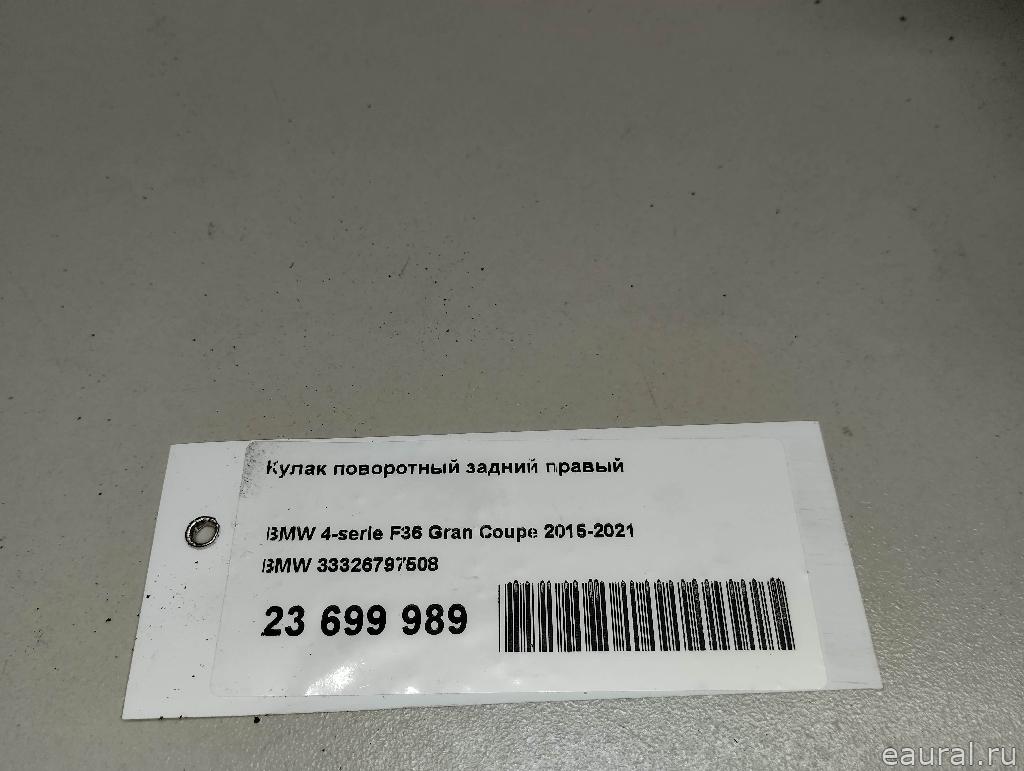 Кулак поворотный задний правый
BMW 4-serie F36 Gran Coupe 2015-2021
BMW 33326797508
23 699 989
eaural.ru